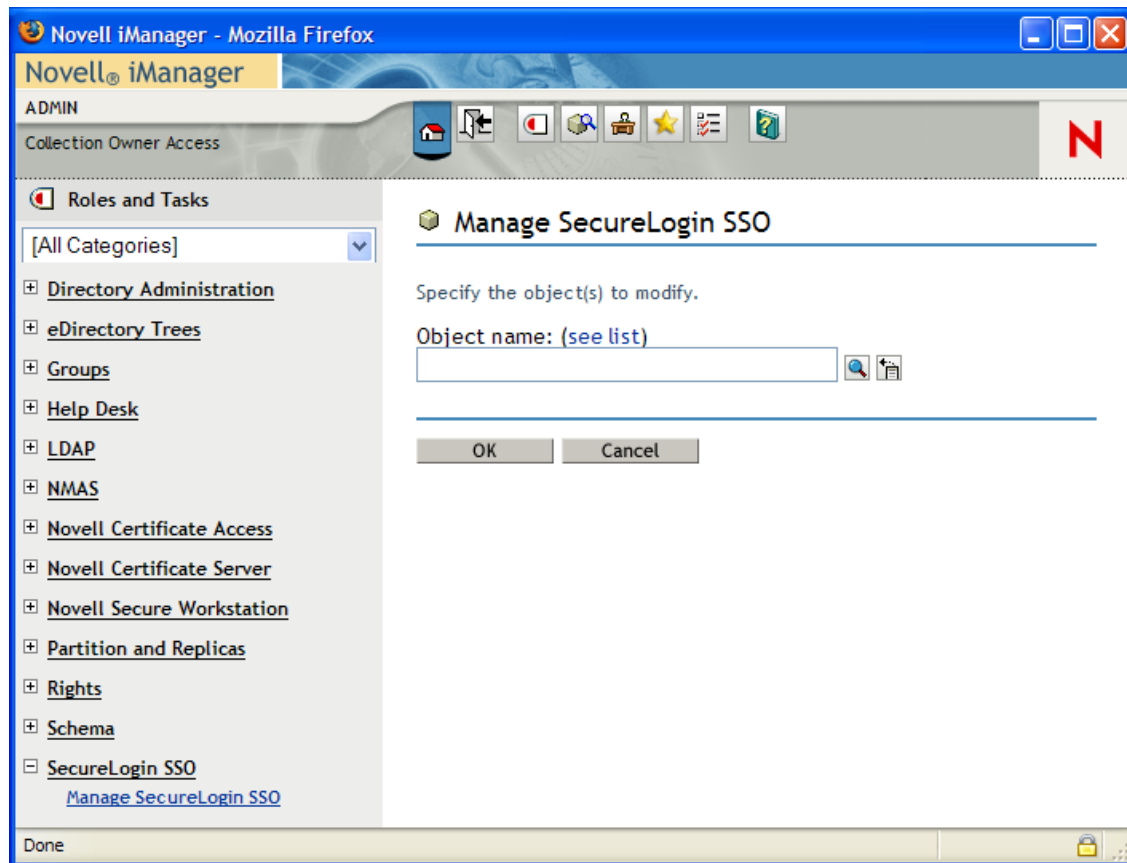 Novell iManager - Mozilla Firefox
Novell® iManager
ADMIN
Collection Owner Access
N
Roles and Tasks
[All Categories]
Directory Administration
eDirectory Trees
Groups
Help Desk
LDAP
NMAS
Novell Certificate Access
Novell Certificate Server
Novell Secure Workstation
Partition and Replicas
Rights
Schema
SecureLogin SSO
Manage SecureLogin SSO
Manage SecureLogin SSO
Specify the object(s) to modify.
Object name: (see list)
OK Cancel
Done